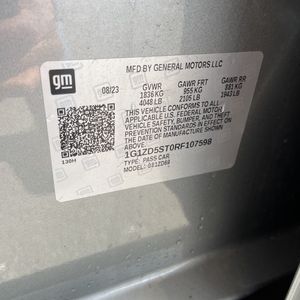 MFD BY GENERAL MOTORS LLC
gm
08/23 GVWR GAWR FRT GAWR RR
1836 KG 955 KG 881 KG
4048 LB 2105 LB 1943 LB
THIS VEHICLE CONFORMS TO ALL
APPLICABLE U.S. FEDERAL MOTOR
VEHICLE SAFETY, BUMPER, AND
THEFT PREVENTION STANDARDS
IN EFFECT ON THE DATE OF
MANUFACTURE SHOWN ABOVE.
1G1ZD5ST0RF107598
TYPE: PASS CAR
MODEL: